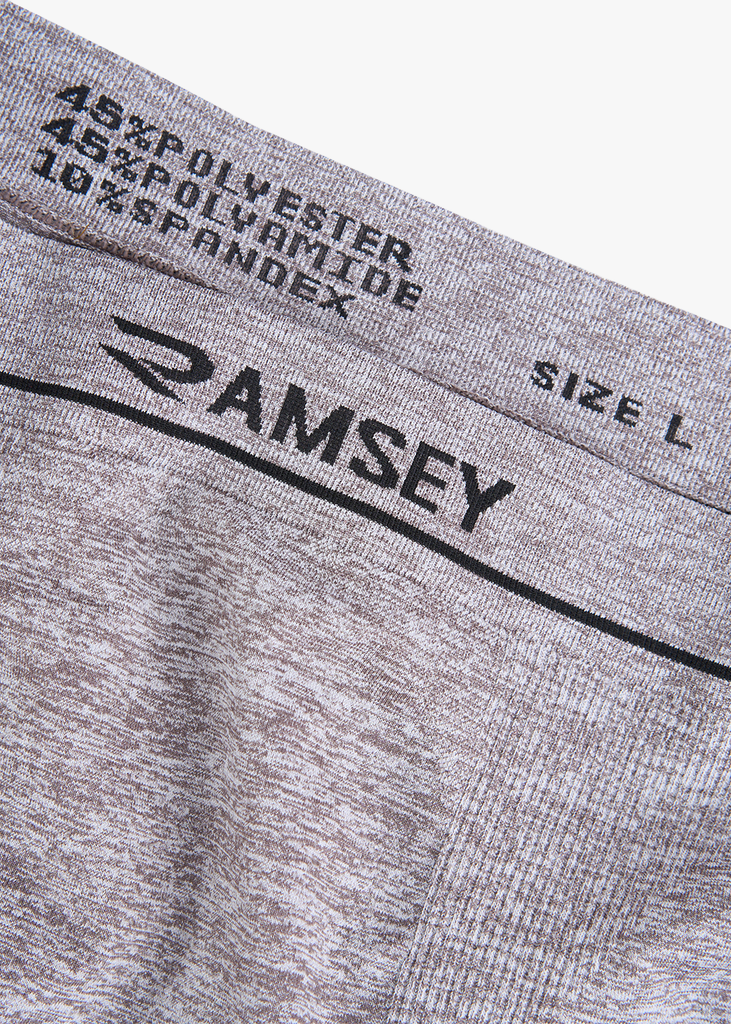 45%POLYESTER
45%POLYAMIDE
10%SPANDEX
SIZE L
RAMSEY